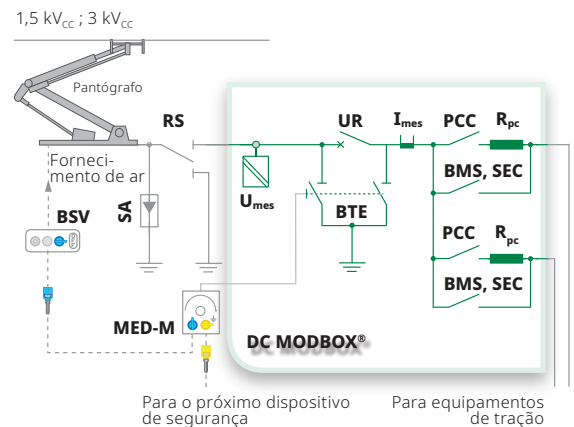 1,5 kVCC ; 3 kVCC
Pantógrafo
RS
UR
Imes
PCC
Rpc
Forneci-
mento de ar
BMS, SEC
Umes
SA
BSV
BTE
PCC
Rpc
BMS, SEC
MED-M
DC MODBOX®
Para o próximo dispositivo
de segurança
Para equipamentos
de tração